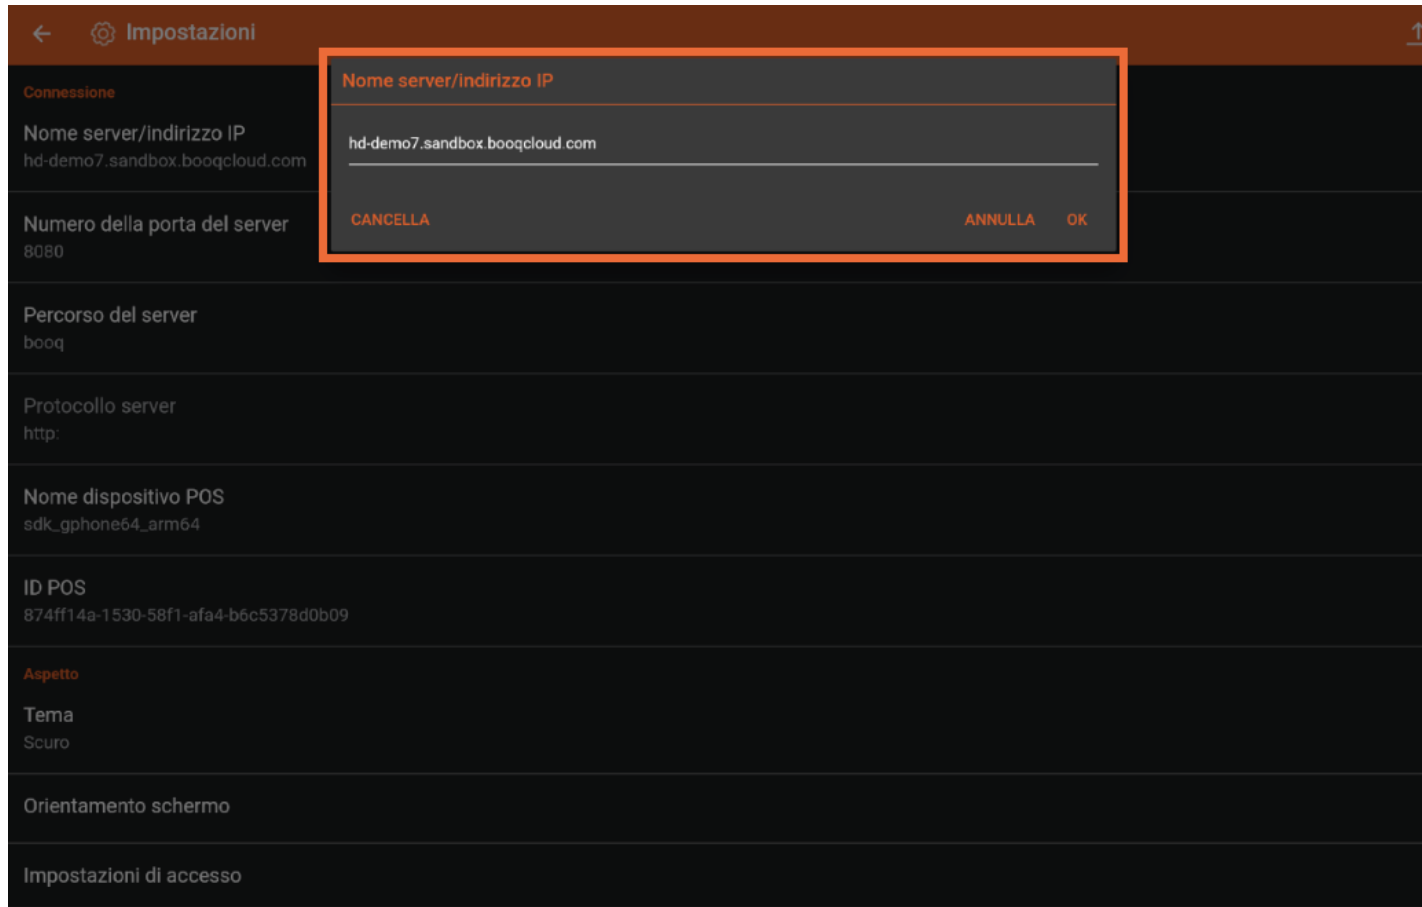 Impostazioni
Nome server/indirizzo IP
hd-demo7.sandbox.booqcloud.com
CANCELLA
ANNULLA
OK
Connessione
Nome server/indirizzo IP
hd-demo7.sandbox.booqcloud.com
Numero della porta del server
8080
Percorso del server
booq
Protocollo server
http:
Nome dispositivo POS
sdk_gphone64_arm64
ID POS
874ff14a-1530-58f1-afa4-b6c5378d0b09
Aspetto
Tema
Scuro
Orientamento schermo
Impostazioni di accesso